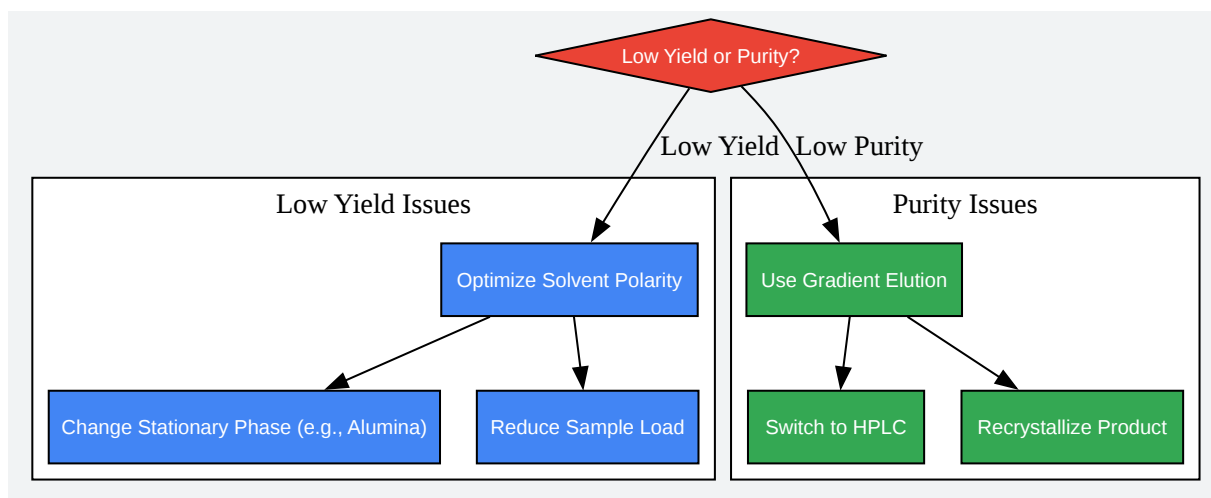 Low Yield or Purity?
Low Yield
Low Purity
Low Yield Issues
Purity Issues
Optimize Solvent Polarity
Use Gradient Elution
Change Stationary Phase (e.g., Alumina)
Reduce Sample Load
Switch to HPLC
Recrystallize Product